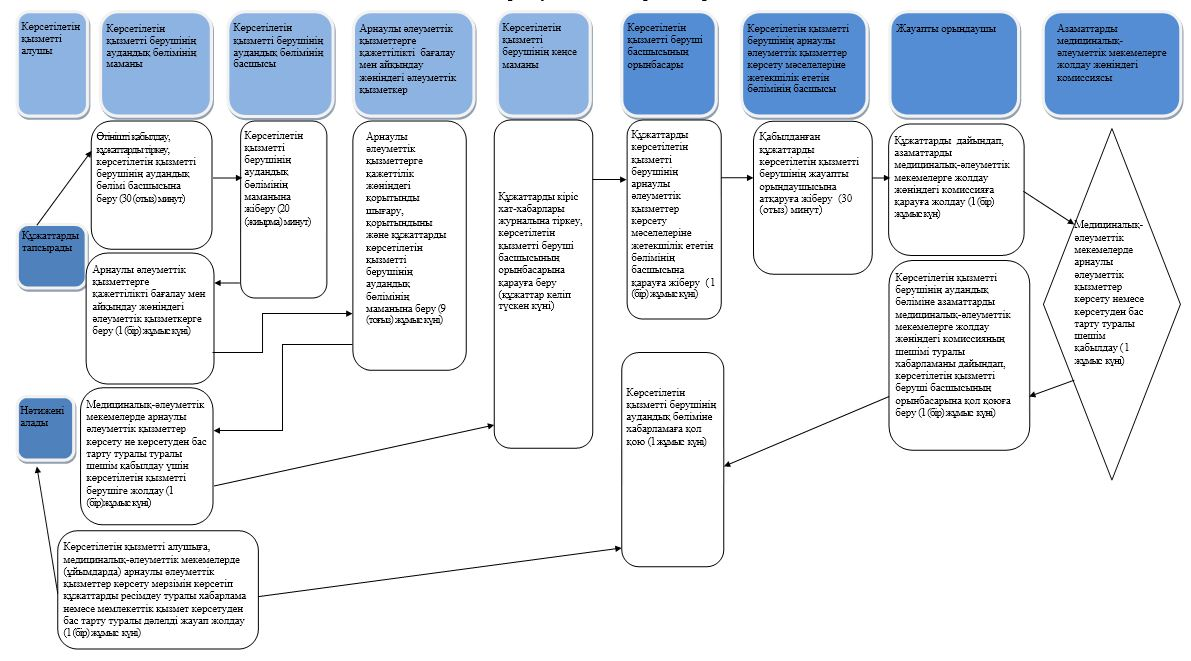 Көрсетілетін
қызметті
алушы
Көрсетілетін
қызметті берушінің
аудандық бөлімінің
маманы
Көрсетілетін
қызметті берушінің
аудандық бөлімінің
басшысы
Арнаулы әлеуметтік
қызметтерге
қажеттілікті бағалау
мен айқындау
жөніндегі әлеуметтік
қызметкер
Көрсетілетін
қызметті
берушінің кеңсе
маманы
Көрсетілетін
қызметті беруші
басшысының
орынбасары
Көрсетілетін қызметті
берушінің арнаулы
әлеуметтік қызметтер
көрсету мәселелеріне
жетекшілік ететін
бөлімінің басшысы
Жауапты орындаушы
Азаматтарды
медициналық-
әлеуметтік мекемелерге
жолдау жөніндегі
комиссиясы
Құжаттарды
тапсырады
Өтінішті қабылдау,
құжаттарды тіркеу,
көрсетілетін қызметті
берушінің аудандық
бөлімі басшысына
беру (30 (отыз) минут)
Көрсетілетін
қызметті
берушінің
аудандық
бөлімінің
маманына
жіберу (20
(жиырма) минут)
Арнаулы әлеуметтік
қызметтерге
қажеттілікті бағалау мен
айқындау жөніндегі
әлеуметтік қызметкерге
беру (1 (бір) жұмыс күні)
Арнаулы
әлеуметтік
қызметтерге
қажеттілік
жөніндегі
қорытынды
шығару,
қорытындыны
және құжаттарды
көрсетілетін
қызметті
берушінің
аудандық
бөлімінің
маманына беру (9
(тоғыз) жұмыс күні)
Медициналық-әлеуметтік
мекемелерде арнаулы
әлеуметтік қызметтер
көрсету не көрсетуден бас
тарту туралы туралы
шешім қабылдау үшін
көрсетілетін қызметті
берушіге жолдау (1
(бір) жұмыс күні)
Құжаттарды кіріс
хат-хабарлары
журналына тіркеу,
көрсетілетін
қызметті беруші
басшысының
орынбасарына
қарауға беру
(құжаттар келіп
түскен күні)
Құжаттарды
көрсетілетін
қызметті
берушінің
арнаулы
әлеуметтік
қызметтер
көрсету
мәселелеріне
жетекшілік ететін
бөлімінің
басшысына
қарауға жіберу (1
(бір) жұмыс күні)
Қабылданған
құжаттарды
көрсетілетін қызметті
берушінің жауапты
орындаушысына
атқаруға жіберу (30
(отыз) минут)
Құжаттарды дайындап,
азаматтарды
медициналық-әлеуметтік
мекемелерге жолдау
жөніндегі комиссияға
қарауға жолдау (1 (бір)
жұмыс күн)
Медициналық-
әлеуметтік
мекемелерде
арнаулы
әлеуметтік
қызметтер
көрсету немесе
көрсетуден бас
тарту туралы
шешім
қабылдау (1
жұмыс күні)
Көрсетілетін қызметті
берушінің аудандық
бөліміне азаматтарды
медициналық-әлеуметтік
мекемелерге жолдау
жөніндегі комиссияның
шешімі туралы
хабарламаны дайындап,
көрсетілетін қызметті
беруші басшысының
орынбасарына қол қоюға
беру (1 (бір) жұмыс күні)
Көрсетілетін
қызметті берушінің
аудандық бөліміне
хабарламаға қол
қою (1 жұмыс күні)
Нәтижені
алады
Көрсетілетін қызметті алушыға,
медициналық-әлеуметтік мекемелерде
(ұйымдарда) арнаулы әлеуметтік
қызметтер көрсету мерзімін көрсетіп
құжаттарды ресімдеу туралы хабарлама
немесе мемлекеттік қызмет көрсетуден
бас тарту туралы дәлелді жауап жолдау
(1 (бір) жұмыс күні)